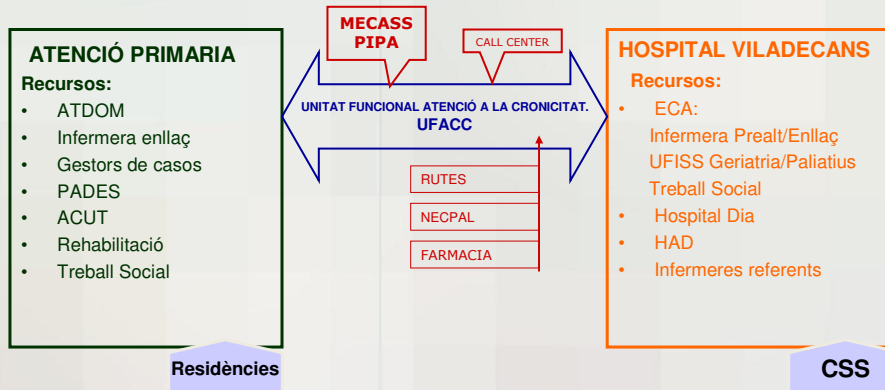 MECASS
PIPA
CALL CENTER
ATENCIÓ PRIMARIA
Recursos:
• ATDOM
• Infermera enllaç
• Gestors de casos
• PADES
• ACUT
• Rehabilitació
• Treball Social
UNITAT FUNCIONAL ATENCIÓ A LA CRONICITAT.
UFACC
RUTES
NECPAL
FARMACIA
HOSPITAL VILADECANS
Recursos:
• ECA:
Infermera Prealt/Enllaç
UFISS Geriatria/Paliatius
Treball Social
• Hospital Dia
• HAD
• Infermeres referents
Residències
CSS